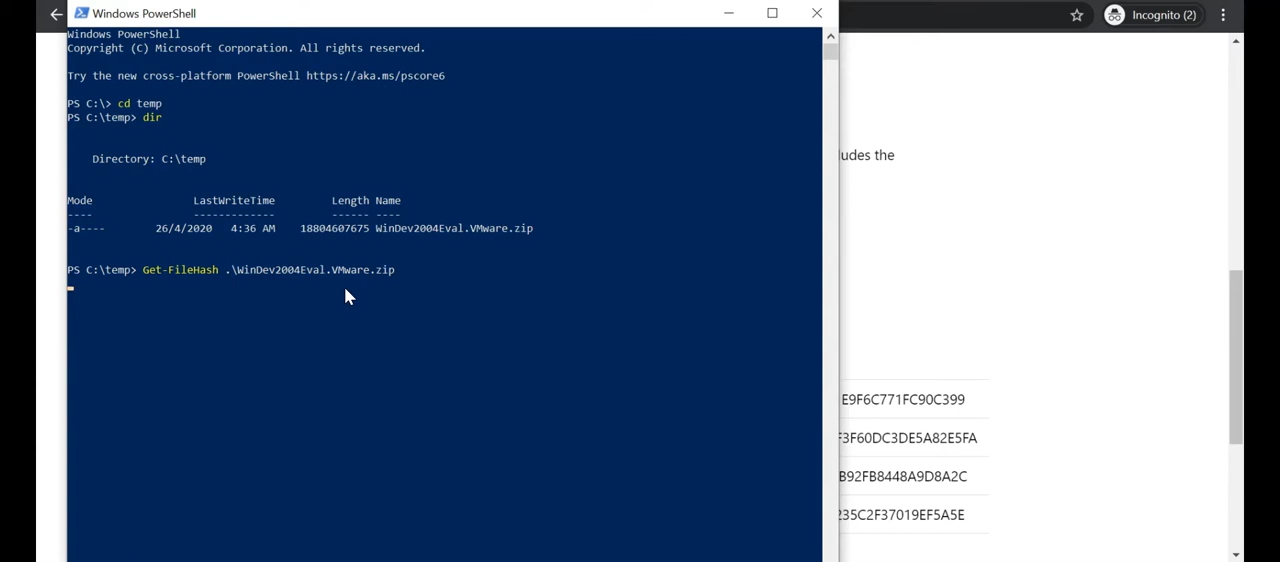 Windows PowerShell
Incognito (2)
Windows PowerShell
Copyright (C) Microsoft Corporation. All rights reserved.
Try the new cross-platform PowerShell https://aka.ms/pscore6
PS C:\> cd temp
PS C:\temp> dir
Directory: C:\temp
Mode LastWriteTime Length Name
---- ------------- ------ ----
-a---- 26/4/2020 4:36 AM 18804607675 WinDev2004Eval.VMware.zip
PS C:\temp> Get-FileHash .\WinDev2004Eval.VMware.zip
ludes the
E9F6C771FC90C399
F3F60DC3DE5A82E5FA
B92FB8448A9D8A2C
235C2F37019EF5A5E